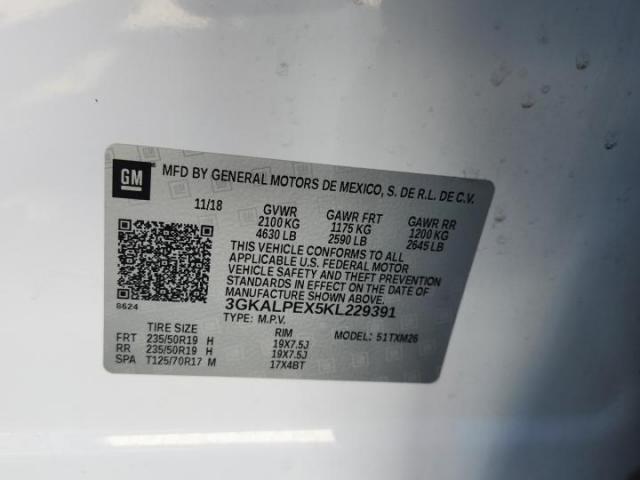 GM
MFD BY GENERAL MOTORS DE MEXICO, S. DE R.L. DE C.V.
11/18 GVWR GAWR FRT GAWR RR
2100 KG 1175 KG 1200 KG
4630 LB 2590 LB 2645 LB
THIS VEHICLE CONFORMS TO ALL
APPLICABLE U.S. FEDERAL MOTOR
VEHICLE SAFETY AND THEFT PREVENTION
STANDARDS IN EFFECT ON THE DATE OF
MANUFACTURE SHOWN ABOVE.
8624 3GKALPEX5KL229391
TYPE: M.P.V. MODEL: 51TXM26
TIRE SIZE RIM
FRT 235/50R19 H 19X7.5J
RR 235/50R19 H 19X7.5J
SPA T125/70R17 M 17X4BT